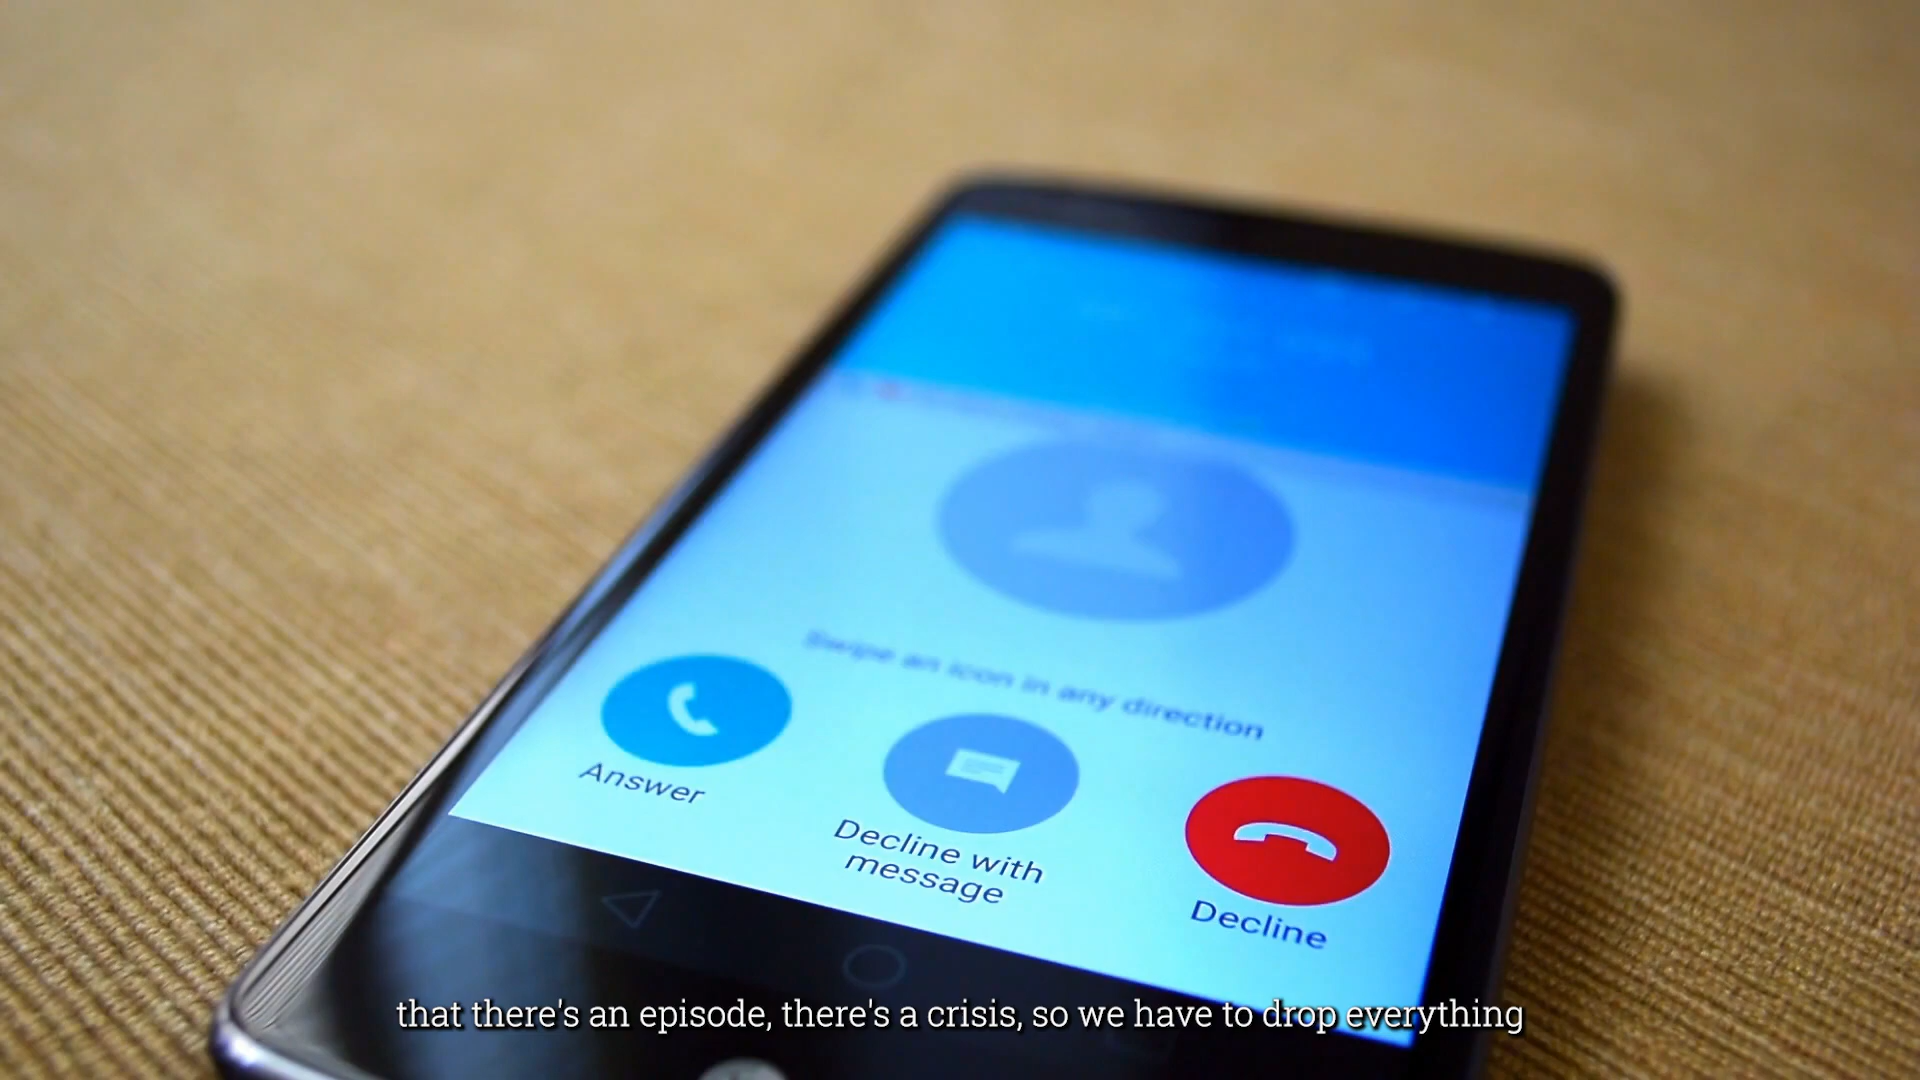 Swipe an icon in any direction
Answer
Decline with
message
Decline
that there's an episode, there's a crisis, so we have to drop everything